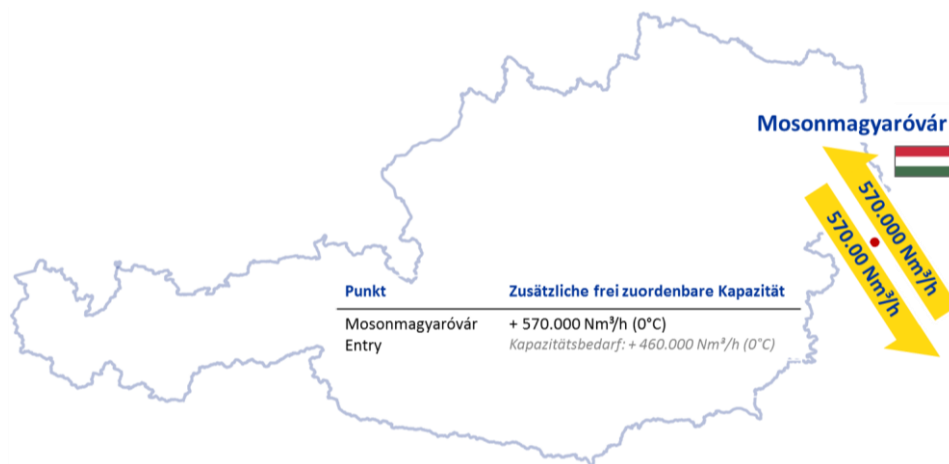 Mosonmagyaróvár
570.000 Nm³/h
570.00 Nm³/h
Punkt Zusätzliche frei zuordenbare Kapazität
Mosonmagyaróvár + 570.000 Nm³/h (0°C)
Entry Kapazitätsbedarf: + 460.000 Nm³/h (0°C)